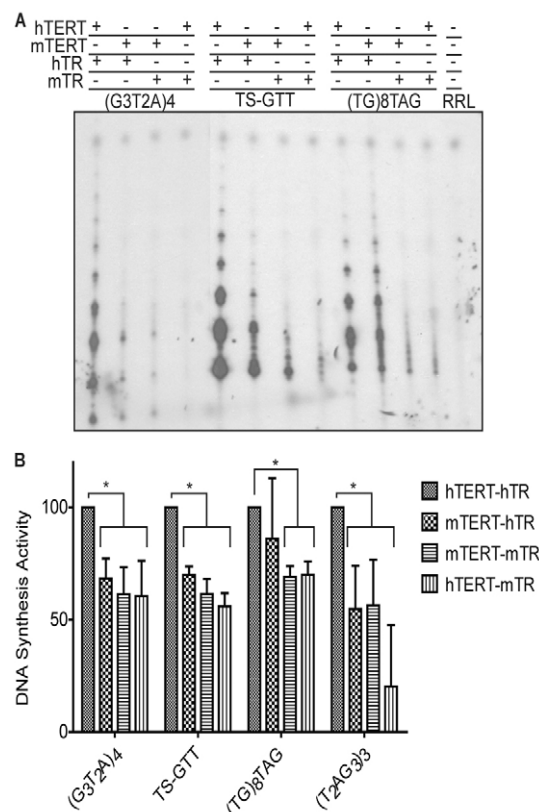 A
hTERT + - - + + - - + + - - + -
mTERT - + + - - + + - - + + - -
hTR + + - - + + - - + + - - -
mTR - - + + - - + + - - + + -
(G3T2A)4 TS-GTT (TG)8TAG RRL
B
DNA Synthesis Activity
100
50
0
* * * *
(G3T2A)4 TS-GTT (TG)8TAG (T2AG3)3
hTERT-hTR
mTERT-hTR
mTERT-mTR
hTERT-mTR